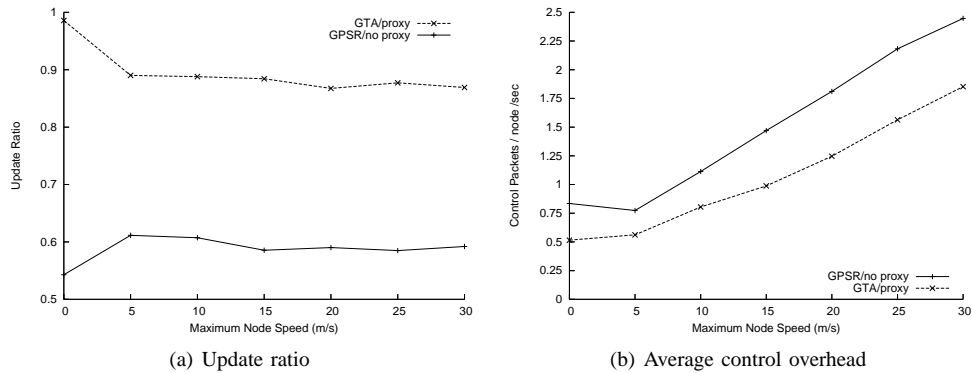 1
0.9
0.8
0.7
0.6
0.5
0 5 10 15 20 25 30
Update Ratio
Maximum Node Speed (m/s)
GTA/proxy
GPSR/no proxy
(a) Update ratio
2.5
2.25
2
1.75
1.5
1.25
1
0.75
0.5
0.25
0
0 5 10 15 20 25 30
Control Packets / node /sec
Maximum Node Speed (m/s)
GPSR/no proxy
GTA/proxy
(b) Average control overhead